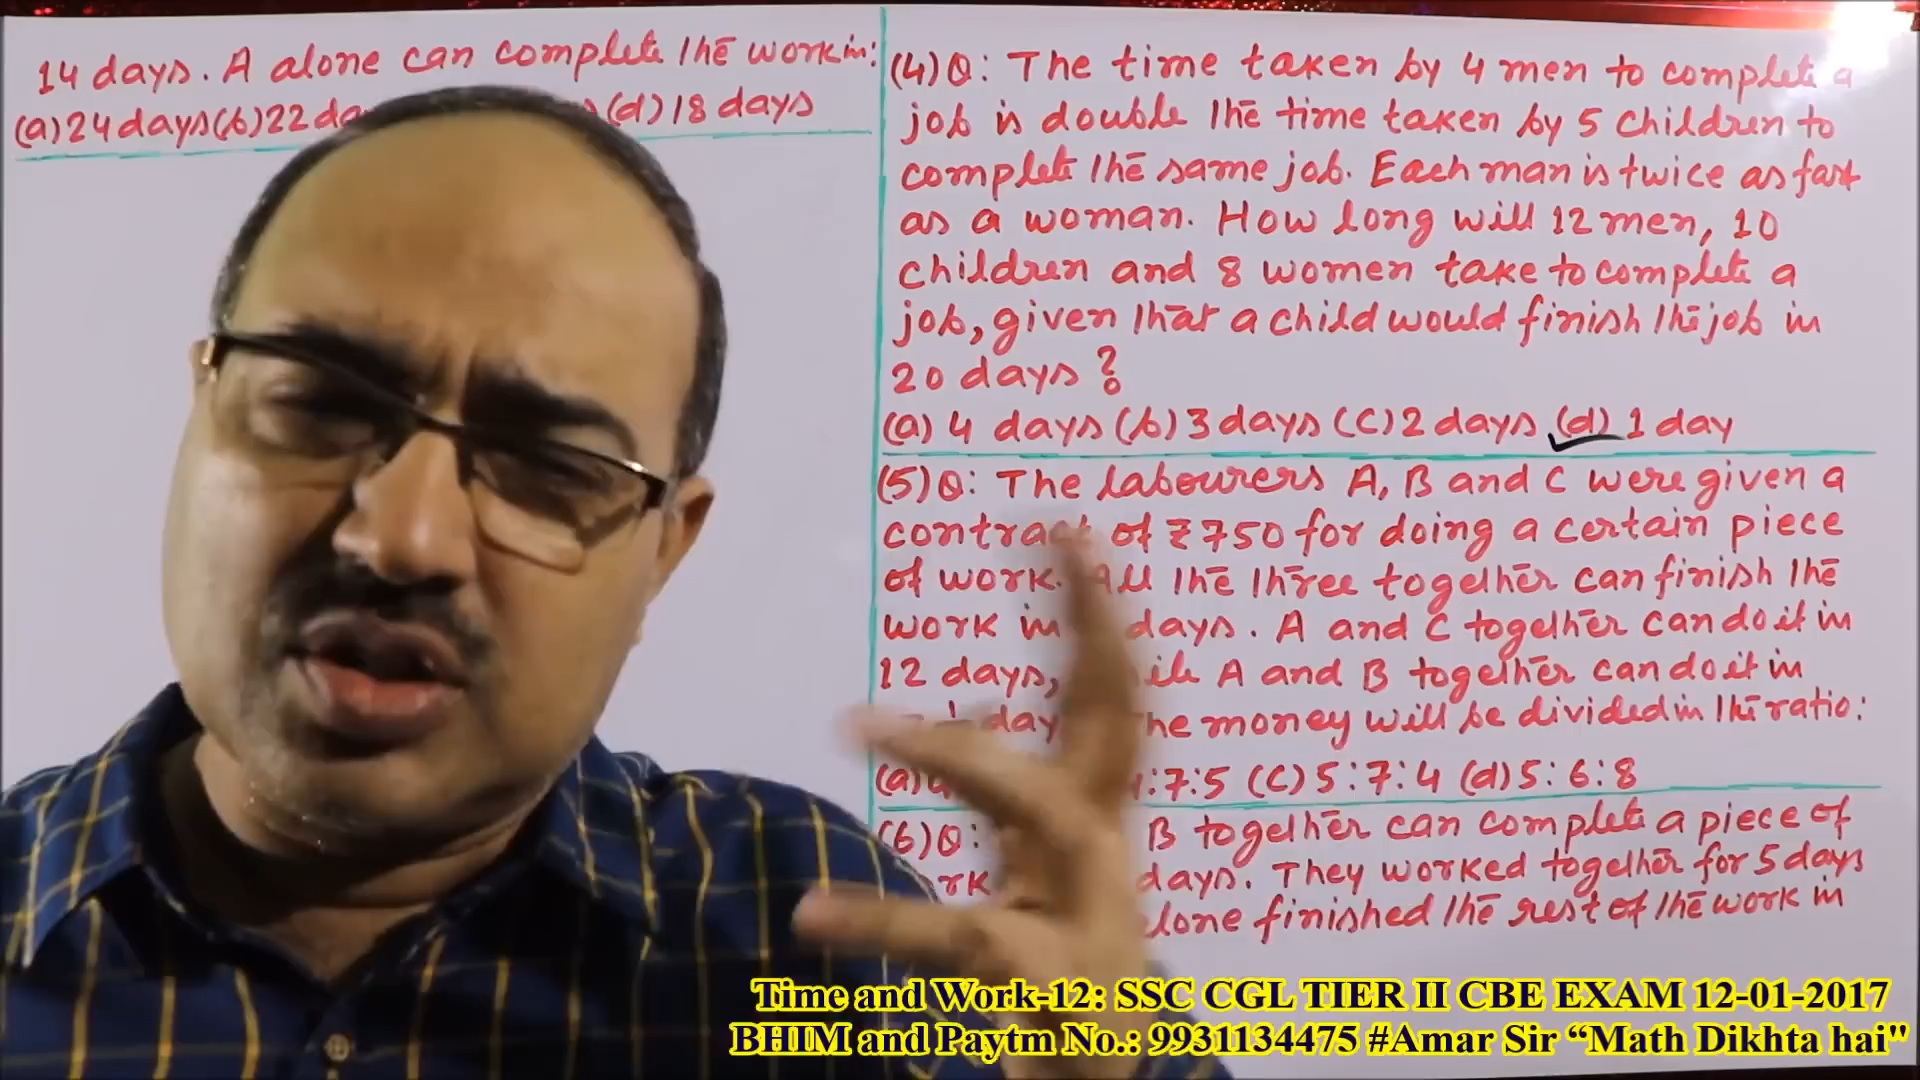 14 days. A alone can complete the work in:
(a) 24 days (b) 22 da (d) 18 days
(4) Q: The time taken by 4 men to complete a
job is double the time taken by 5 children to
complete the same job. Each man is twice as fast
as a woman. How long will 12 men, 10
children and 8 women take to complete a
job, given that a child would finish the job in
20 days ?
(a) 4 days (b) 3 days (c) 2 days (d) 1 day
(5) Q: The labourers A, B and C were given a
contract of ₹750 for doing a certain piece
of work. All the three together can finish the
work in days. A and C together can do it in
12 days, A and B together can do it in
day The money will be divided in the ratio:
(a) :7:5 (c) 5:7:4 (d) 5:6:8
(6) Q: B together can complete a piece of
days. They worked together for 5 days
alone finished the rest of the work in
Time and Work-12: SSC CGL TIER II CBE EXAM 12-01-2017
BHIM and Paytm No.: 9931134475 #Amar Sir “Math Dikhta hai"